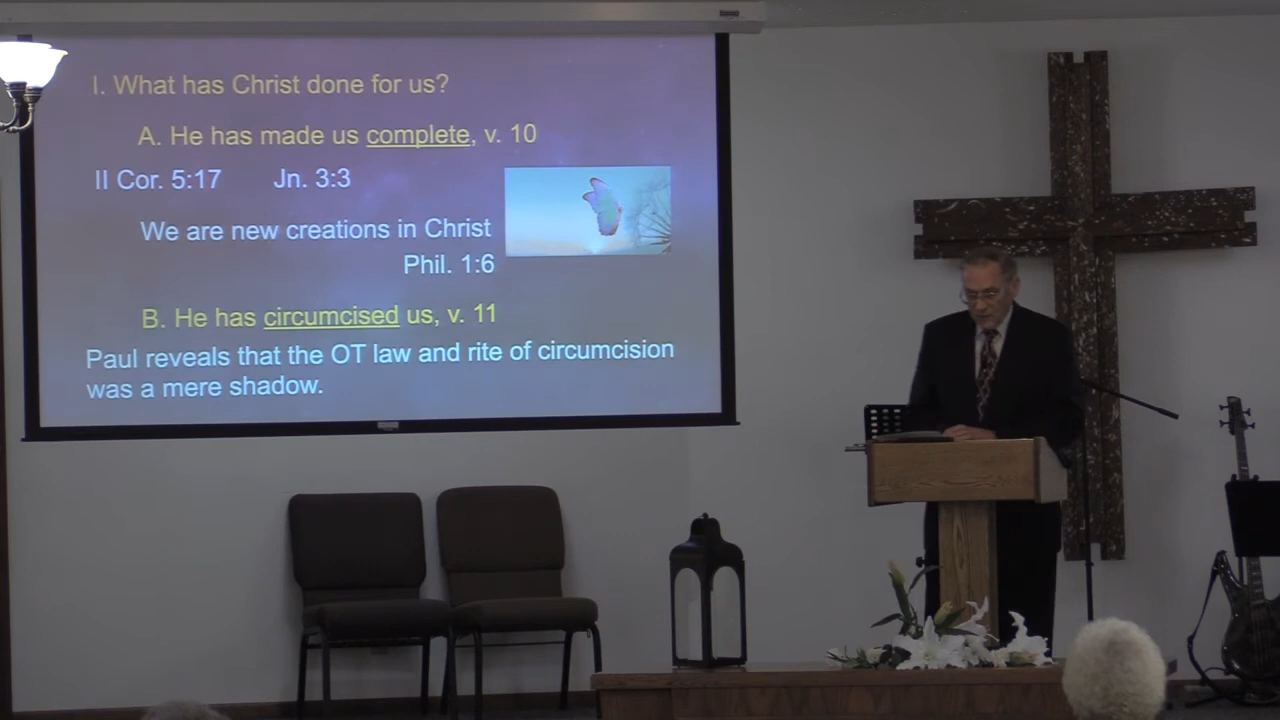 I. What has Christ done for us?
A. He has made us complete, v. 10
II Cor. 5:17 Jn. 3:3
We are new creations in Christ
Phil. 1:6
B. He has circumcised us, v. 11
Paul reveals that the OT law and rite of circumcision
was a mere shadow.